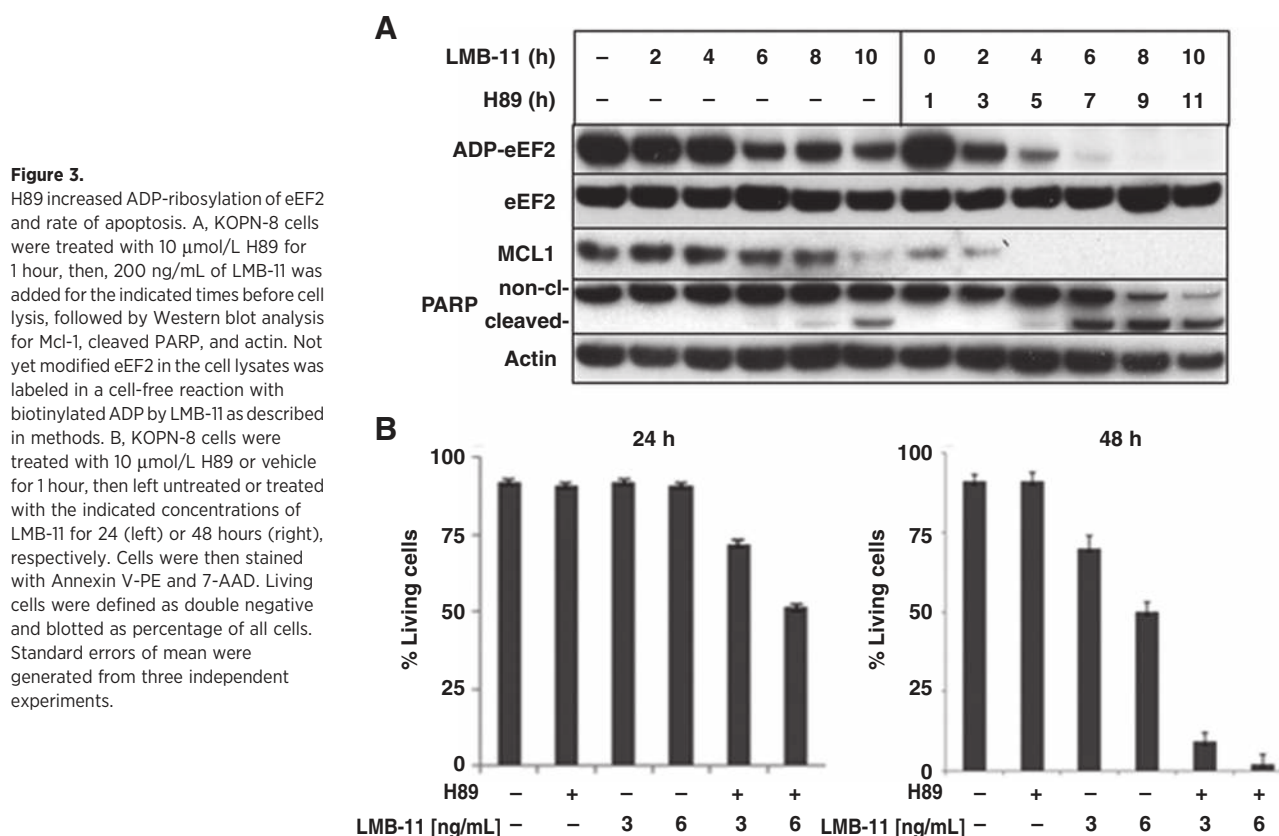 Figure 3.
H89 increased ADP-ribosylation of eEF2
and rate of apoptosis. A, KOPN-8 cells
were treated with 10 μmol/L H89 for
1 hour, then, 200 ng/mL of LMB-11 was
added for the indicated times before cell
lysis, followed by Western blot analysis
for Mcl-1, cleaved PARP, and actin. Not
yet modified eEF2 in the cell lysates was
labeled in a cell-free reaction with
biotinylated ADP by LMB-11 as described
in methods. B, KOPN-8 cells were
treated with 10 μmol/L H89 or vehicle
for 1 hour, then left untreated or treated
with the indicated concentrations of
LMB-11 for 24 (left) or 48 hours (right),
respectively. Cells were then stained
with Annexin V-PE and 7-AAD. Living
cells were defined as double negative
and blotted as percentage of all cells.
Standard errors of mean were
generated from three independent
experiments.
A
LMB-11 (h) – 2 4 6 8 10 0 2 4 6 8 10
H89 (h) – – – – – – 1 3 5 7 9 11
ADP-eEF2
eEF2
MCL1
PARP non-cl-
cleaved-
Actin
B
24 h
% Living cells
100
75
50
25
0
H89 – + – – + +
LMB-11 [ng/mL] – – 3 6 3 6
48 h
% Living cells
100
75
50
25
0
H89 – + – – + +
LMB-11 [ng/mL] – – 3 6 3 6